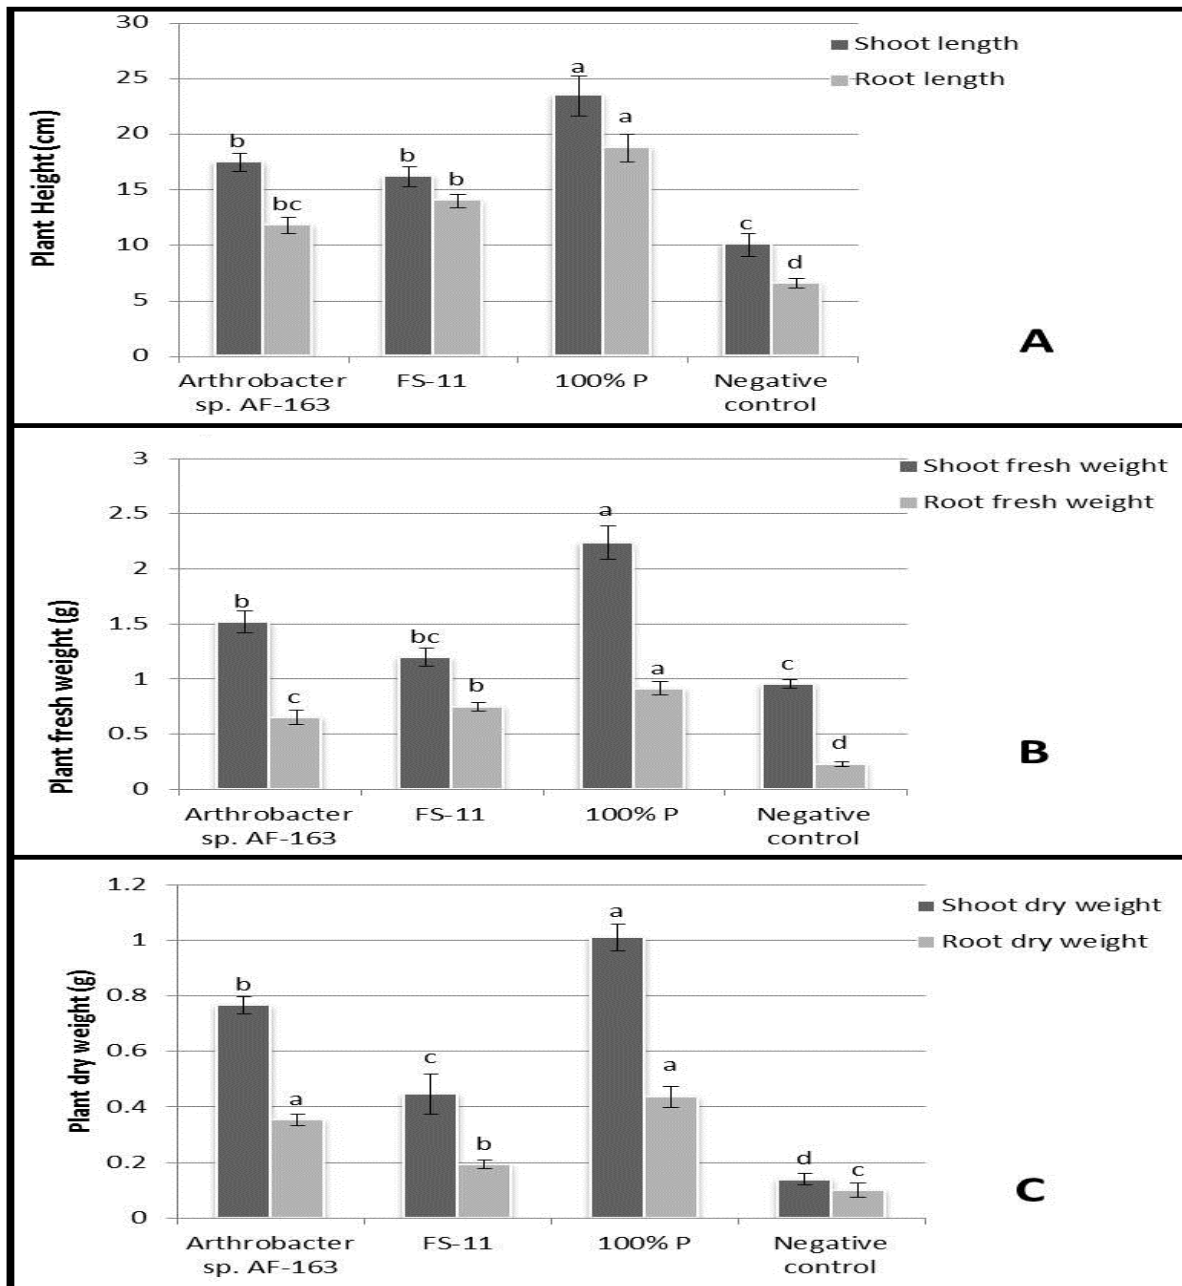 30
25
20
15
10
5
0
Plant Height (cm)
Shoot length
Root length
b
bc
b
b
a
a
c
d
Arthrobacter
sp. AF-163
FS-11
100% P
Negative
control
A
3
2.5
2
1.5
1
0.5
0
Plant fresh weight (g)
Shoot fresh weight
Root fresh weight
b
c
bc
b
a
a
c
d
Arthrobacter
sp. AF-163
FS-11
100% P
Negative
control
B
1.2
1
0.8
0.6
0.4
0.2
0
Plant dry weight (g)
Shoot dry weight
Root dry weight
b
a
c
b
a
a
d
c
Arthrobacter
sp. AF-163
FS-11
100% P
Negative
control
C